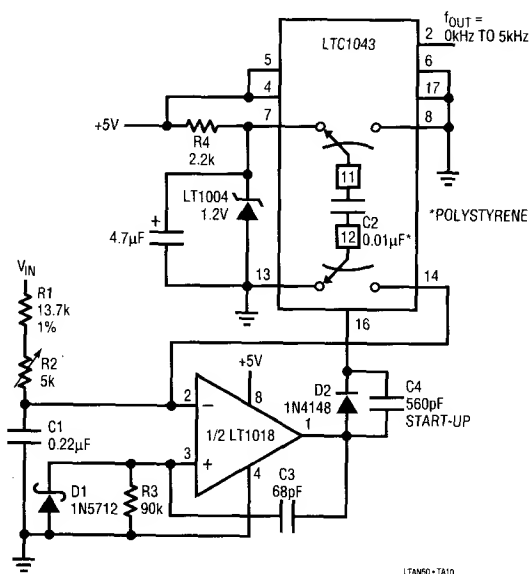 fOUT =
0kHz TO 5kHz
LTC1043
2
5
6
4
17
+5V
7
8
R4
2.2k
11
LT1004
1.2V
C2
0.01µF*
*POLYSTYRENE
+
4.7µF
12
13
14
VIN
R1
13.7k
1%
16
+5V
R2
5k
D2
1N4148
C4
560pF
START-UP
2
−
8
1/2 LT1018
1
C1
0.22µF
3
+
4
C3
68pF
D1
1N5712
R3
90k
LTAN50 • TA10